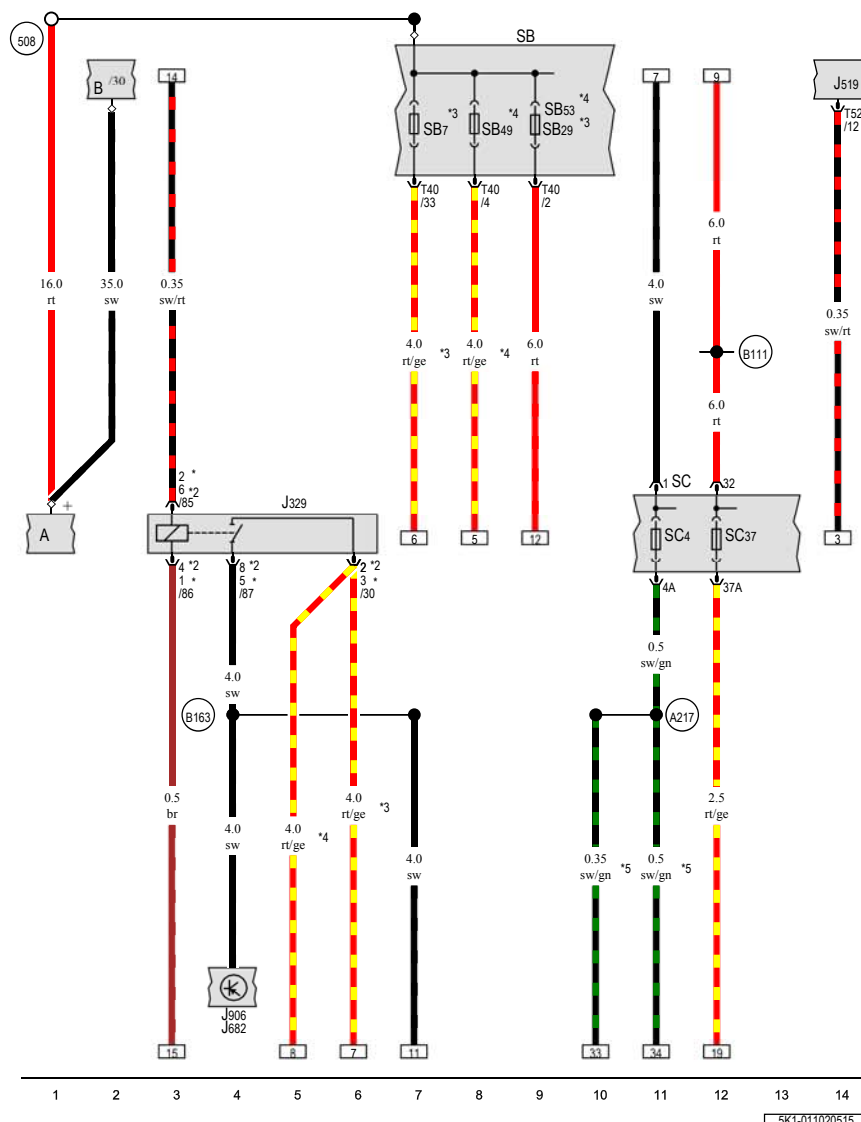 508
SB
B /30
14
7
9
J519
SB7 *3
SB49 *4
SB53 *4
SB29 *3
T52
/12
T40
/33
T40
/4
T40
/2
16.0
rt
35.0
sw
0.35
sw/rt
4.0
sw
6.0
rt
0.35
sw/rt
4.0
rt/ge *3
4.0
rt/ge *4
6.0
rt
B111
6.0
rt
2 *
6 *2
/85
J329
1 SC
32
+
A
6
5
12
SC4
SC37
3
4 *2
1 *
/86
8 *2
5 *
/87
2 *2
3 *
/30
4A
37A
0.5
sw/gn
4.0
sw
B163
A217
0.5
br
4.0
sw
4.0
rt/ge *4
4.0
rt/ge *3
4.0
sw
0.35
sw/gn *5
0.5
sw/gn *5
2.5
rt/ge
J906
J682
15
8
7
11
33
34
19
1 2 3 4 5 6 7 8 9 10 11 12 13 14
5K1-011020515